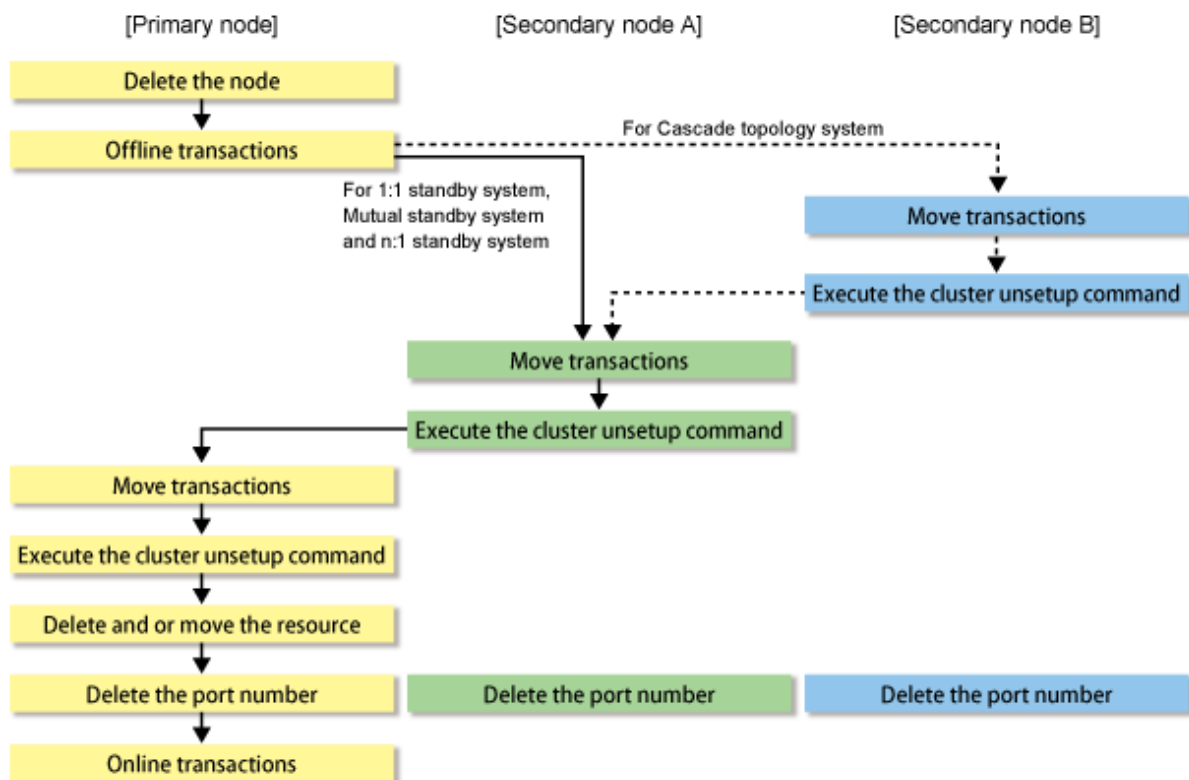 [Primary node]
[Secondary node A]
[Secondary node B]
Delete the node
Offline transactions
For Cascade topology system
For 1:1 standby system,
Mutual standby system
and n:1 standby system
Move transactions
Execute the cluster unsetup command
Move transactions
Execute the cluster unsetup command
Move transactions
Execute the cluster unsetup command
Delete and or move the resource
Delete the port number
Delete the port number
Delete the port number
Online transactions